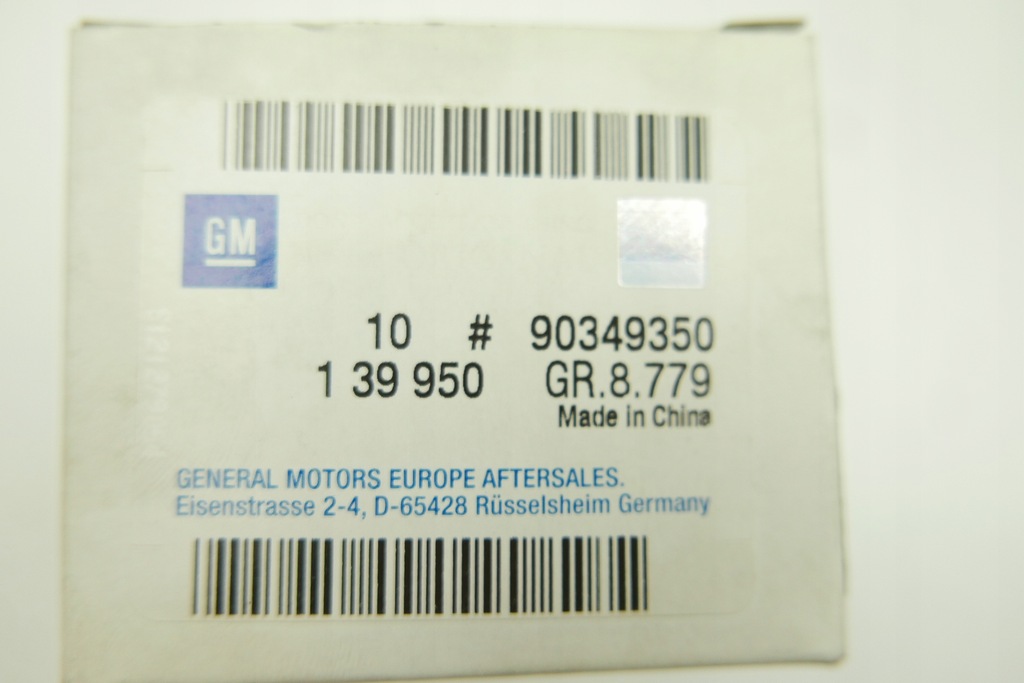 GM
10 # 90349350
1 39 950 GR.8.779
Made in China
GENERAL MOTORS EUROPE AFTERSALES.
Eisenstrasse 2-4, D-65428 Rüsselsheim Germany